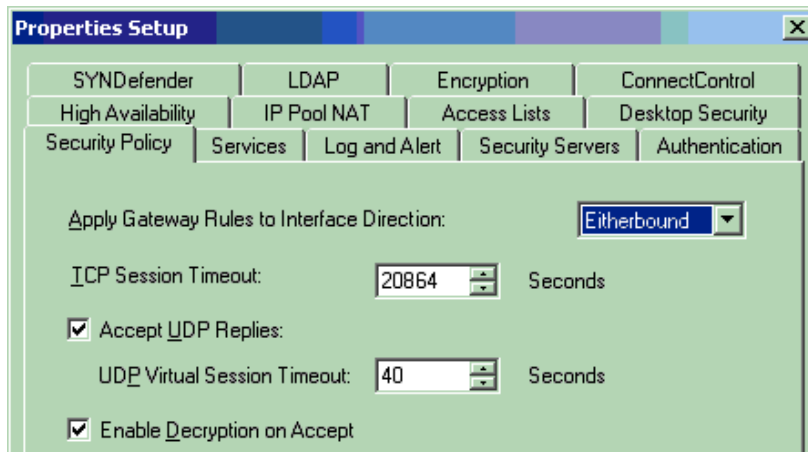 Properties Setup
SYNDefender LDAP Encryption ConnectControl
High Availability IP Pool NAT Access Lists Desktop Security
Security Policy Services Log and Alert Security Servers Authentication
Apply Gateway Rules to Interface Direction: Eitherbound
TCP Session Timeout: 20864 Seconds
Accept UDP Replies:
UDP Virtual Session Timeout: 40 Seconds
Enable Decryption on Accept